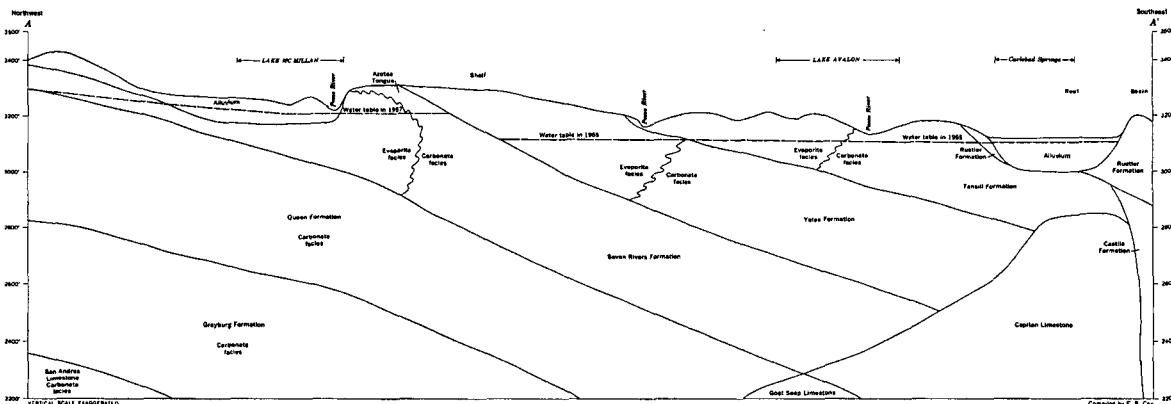 Northwest
A
Southeast
A'
3500'
3400'
3200'
3000'
2800'
2600'
2400'
2200'
LAKE MCMILLAN
Pecos River
Azotea
Tongue
Shelf
LAKE AVALON
Carlsbad Springs
Pecos River
Pecos River
Reef
Basin
Alluvium
Water table in 1967
Water table in 1968
Water table in 1968
Evaporite
facies
Carbonate
facies
Evaporite
facies
Carbonate
facies
Evaporite
facies
Carbonate
facies
Rustler
Formation
Alluvium
Rustler
Formation
Tansill Formation
Queen Formation
Carbonate
facies
Yates Formation
Seven Rivers Formation
Castile
Formation
Grayburg Formation
Carbonate
facies
Capitan Limestone
San Andres
Limestone
Carbonate
facies
Goat Seep Limestone
VERTICAL SCALE EXAGGERATED
Compiled by E. R. Cox